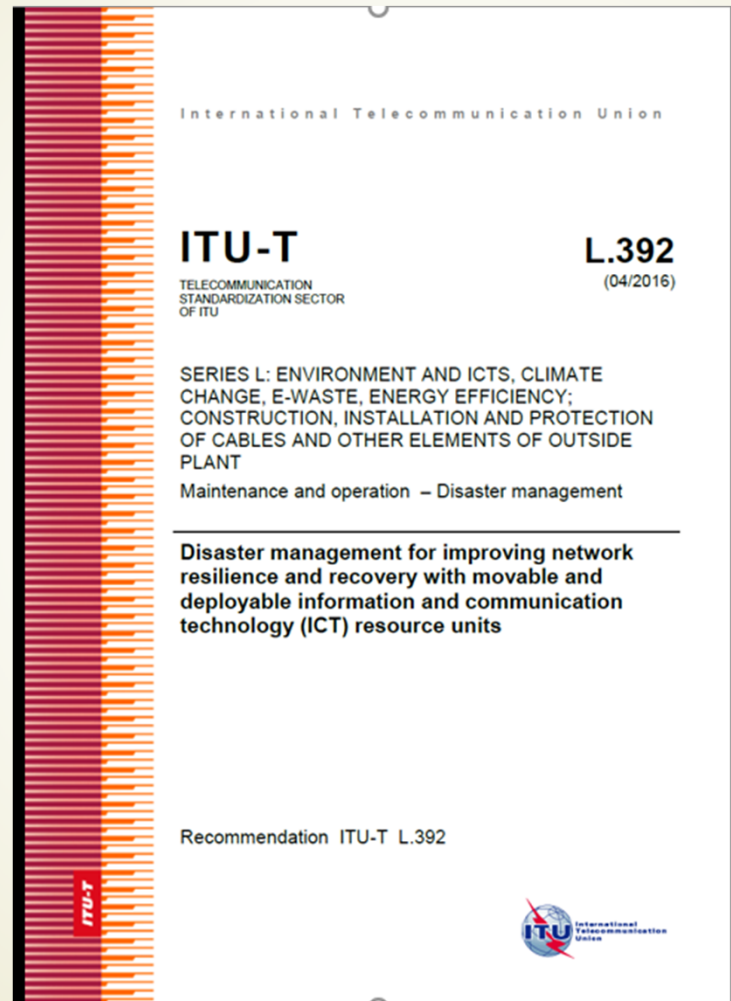 International Telecommunication Union
ITU-T
L.392
TELECOMMUNICATION
STANDARDIZATION SECTOR
OF ITU
(04/2016)
SERIES L: ENVIRONMENT AND ICTS, CLIMATE
CHANGE, E-WASTE, ENERGY EFFICIENCY;
CONSTRUCTION, INSTALLATION AND PROTECTION
OF CABLES AND OTHER ELEMENTS OF OUTSIDE
PLANT
Maintenance and operation – Disaster management
Disaster management for improving network
resilience and recovery with movable and
deployable information and communication
technology (ICT) resource units
Recommendation ITU-T L.392
ITU-T
ITU
International
Telecommunication
Union